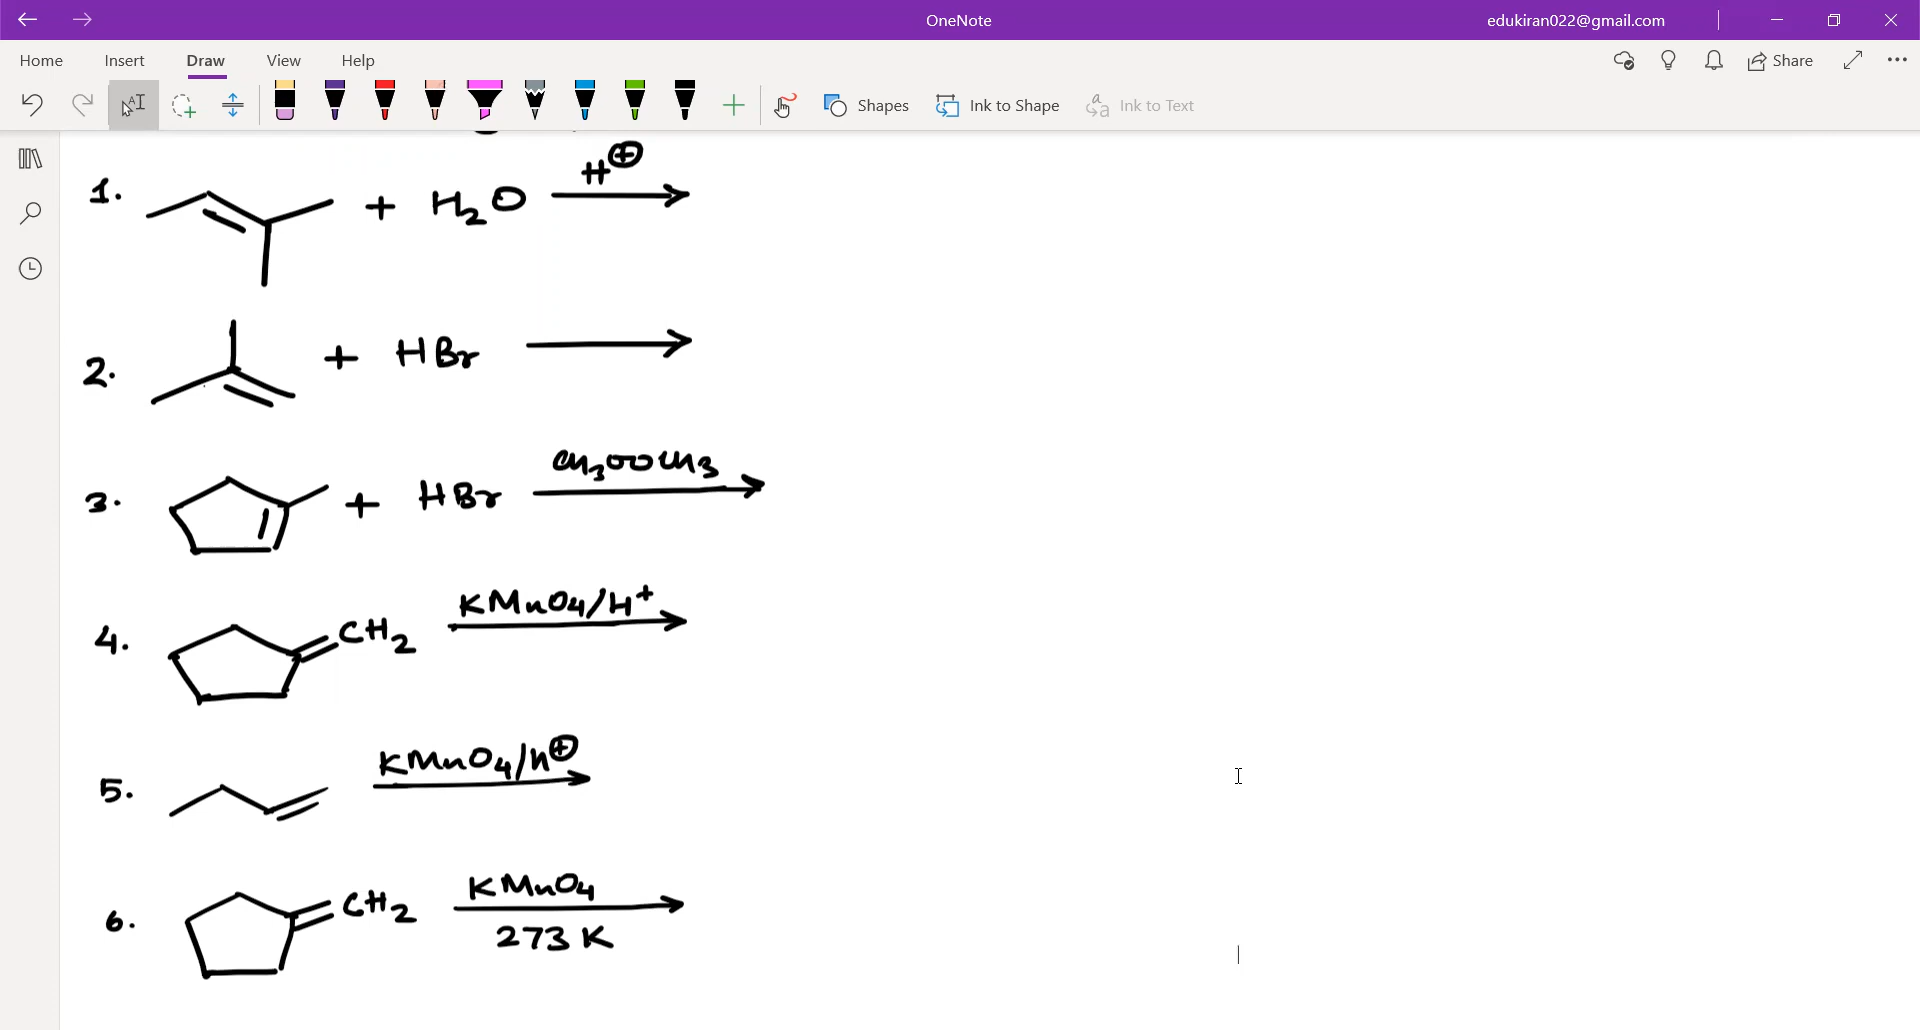 OneNote
edukiran022@gmail.com
Home Insert Draw View Help
Share
Shapes Ink to Shape Ink to Text
1. + H₂O H⊕
2. + HBr
3. + HBr CH₃OOCH₃
4. CH₂ KMnO₄/H⁺
5. KMnO₄/H⊕
6. CH₂ KMnO₄
273 K